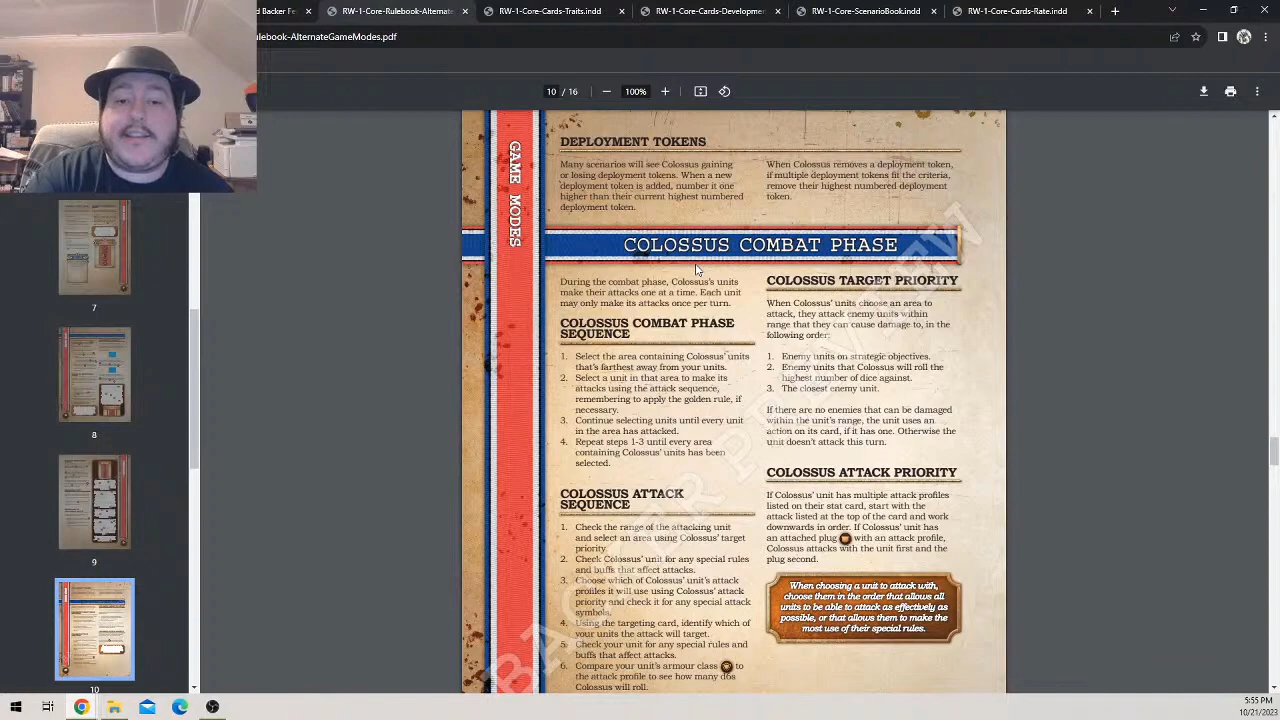 d Backer Fe
RW-1-Core-Rulebook-Alternate
RW-1-Core-Cards-Traits.indd
RW-1-Core-Cards-Developmen
RW-1-Core-ScenarioBook.indd
RW-1-Core-Cards-Rate.indd
ulebook-AlternateGameModes.pdf
10 / 16
100%
7
8
9
10
GAME MODES
DEPLOYMENT TOKENS
Many scenarios will see Colossus gaining
or losing deployment tokens. When a new
deployment token is added, number it one
higher than their current highest numbered
deployment token.
When Colossus removes a deployment token,
if multiple deployment tokens fit the criteria,
remove their highest numbered deployment
token.
COLOSSUS COMBAT PHASE
During the combat phase, Colossus's units
make their attacks one at a time. Each unit
may only make its attacks once per turn.
COLOSSUS COMBAT PHASE
SEQUENCE
1. Select the area containing Colossus' units
that's farthest away from your units.
2. Select a unit in that area to make its
attacks using the attack sequence,
remembering to apply the golden rule, if
necessary.
3. Continue selecting units until every unit
in the area has attacked.
4. Repeat steps 1-3 until every area
containing Colossus' units has been
selected.
COLOSSUS ATTACK
SEQUENCE
1. Check the range of the attacking unit
and select an area using Colossus' target
priority.
2. Check Colossus' unit for any special rules
and buffs that affect attacks.
3. Choose which of Colossus' unit's attack
profiles it will use using Colossus' attack
priority and check it for any special attack
symbols.
4. Using the targeting card, identify which of
your units the attack will target.
5. Check your unit for any special rules and
buffs that affect attacks.
6. Compare your unit's armour class to
the attack profile to see how many d6s
Colossus will roll.
COLOSSUS TARGET PRIORITY
When Colossus' units choose an area to
attack, they attack enemy units within
range that they can cause damage to, in the
following order:
1. Enemy units on strategic objectives.
2. Enemy units that Colossus will roll the
highest number of dice against.
3. The closest enemy unit.
If there are no enemies that can be damaged
within the unit's range, the unit uses an
action on its card, if it has one. Otherwise the
unit doesn't attack this turn.
COLOSSUS ATTACK PRIORITY
If Colossus' unit has multiple attack profiles
listed on their stat card, start with the
attack listed at the top of the card and work
downwards in order. If Colossus' unit has
an attached plug with an attack profile,
Colossus attacks with the unit first and the
plug second.
When choosing a unit to attack with,
choose them in the order that allows all
able to attack as effectively as
or that allows them to make the
use of their special rules.
5:55 PM
10/21/2023